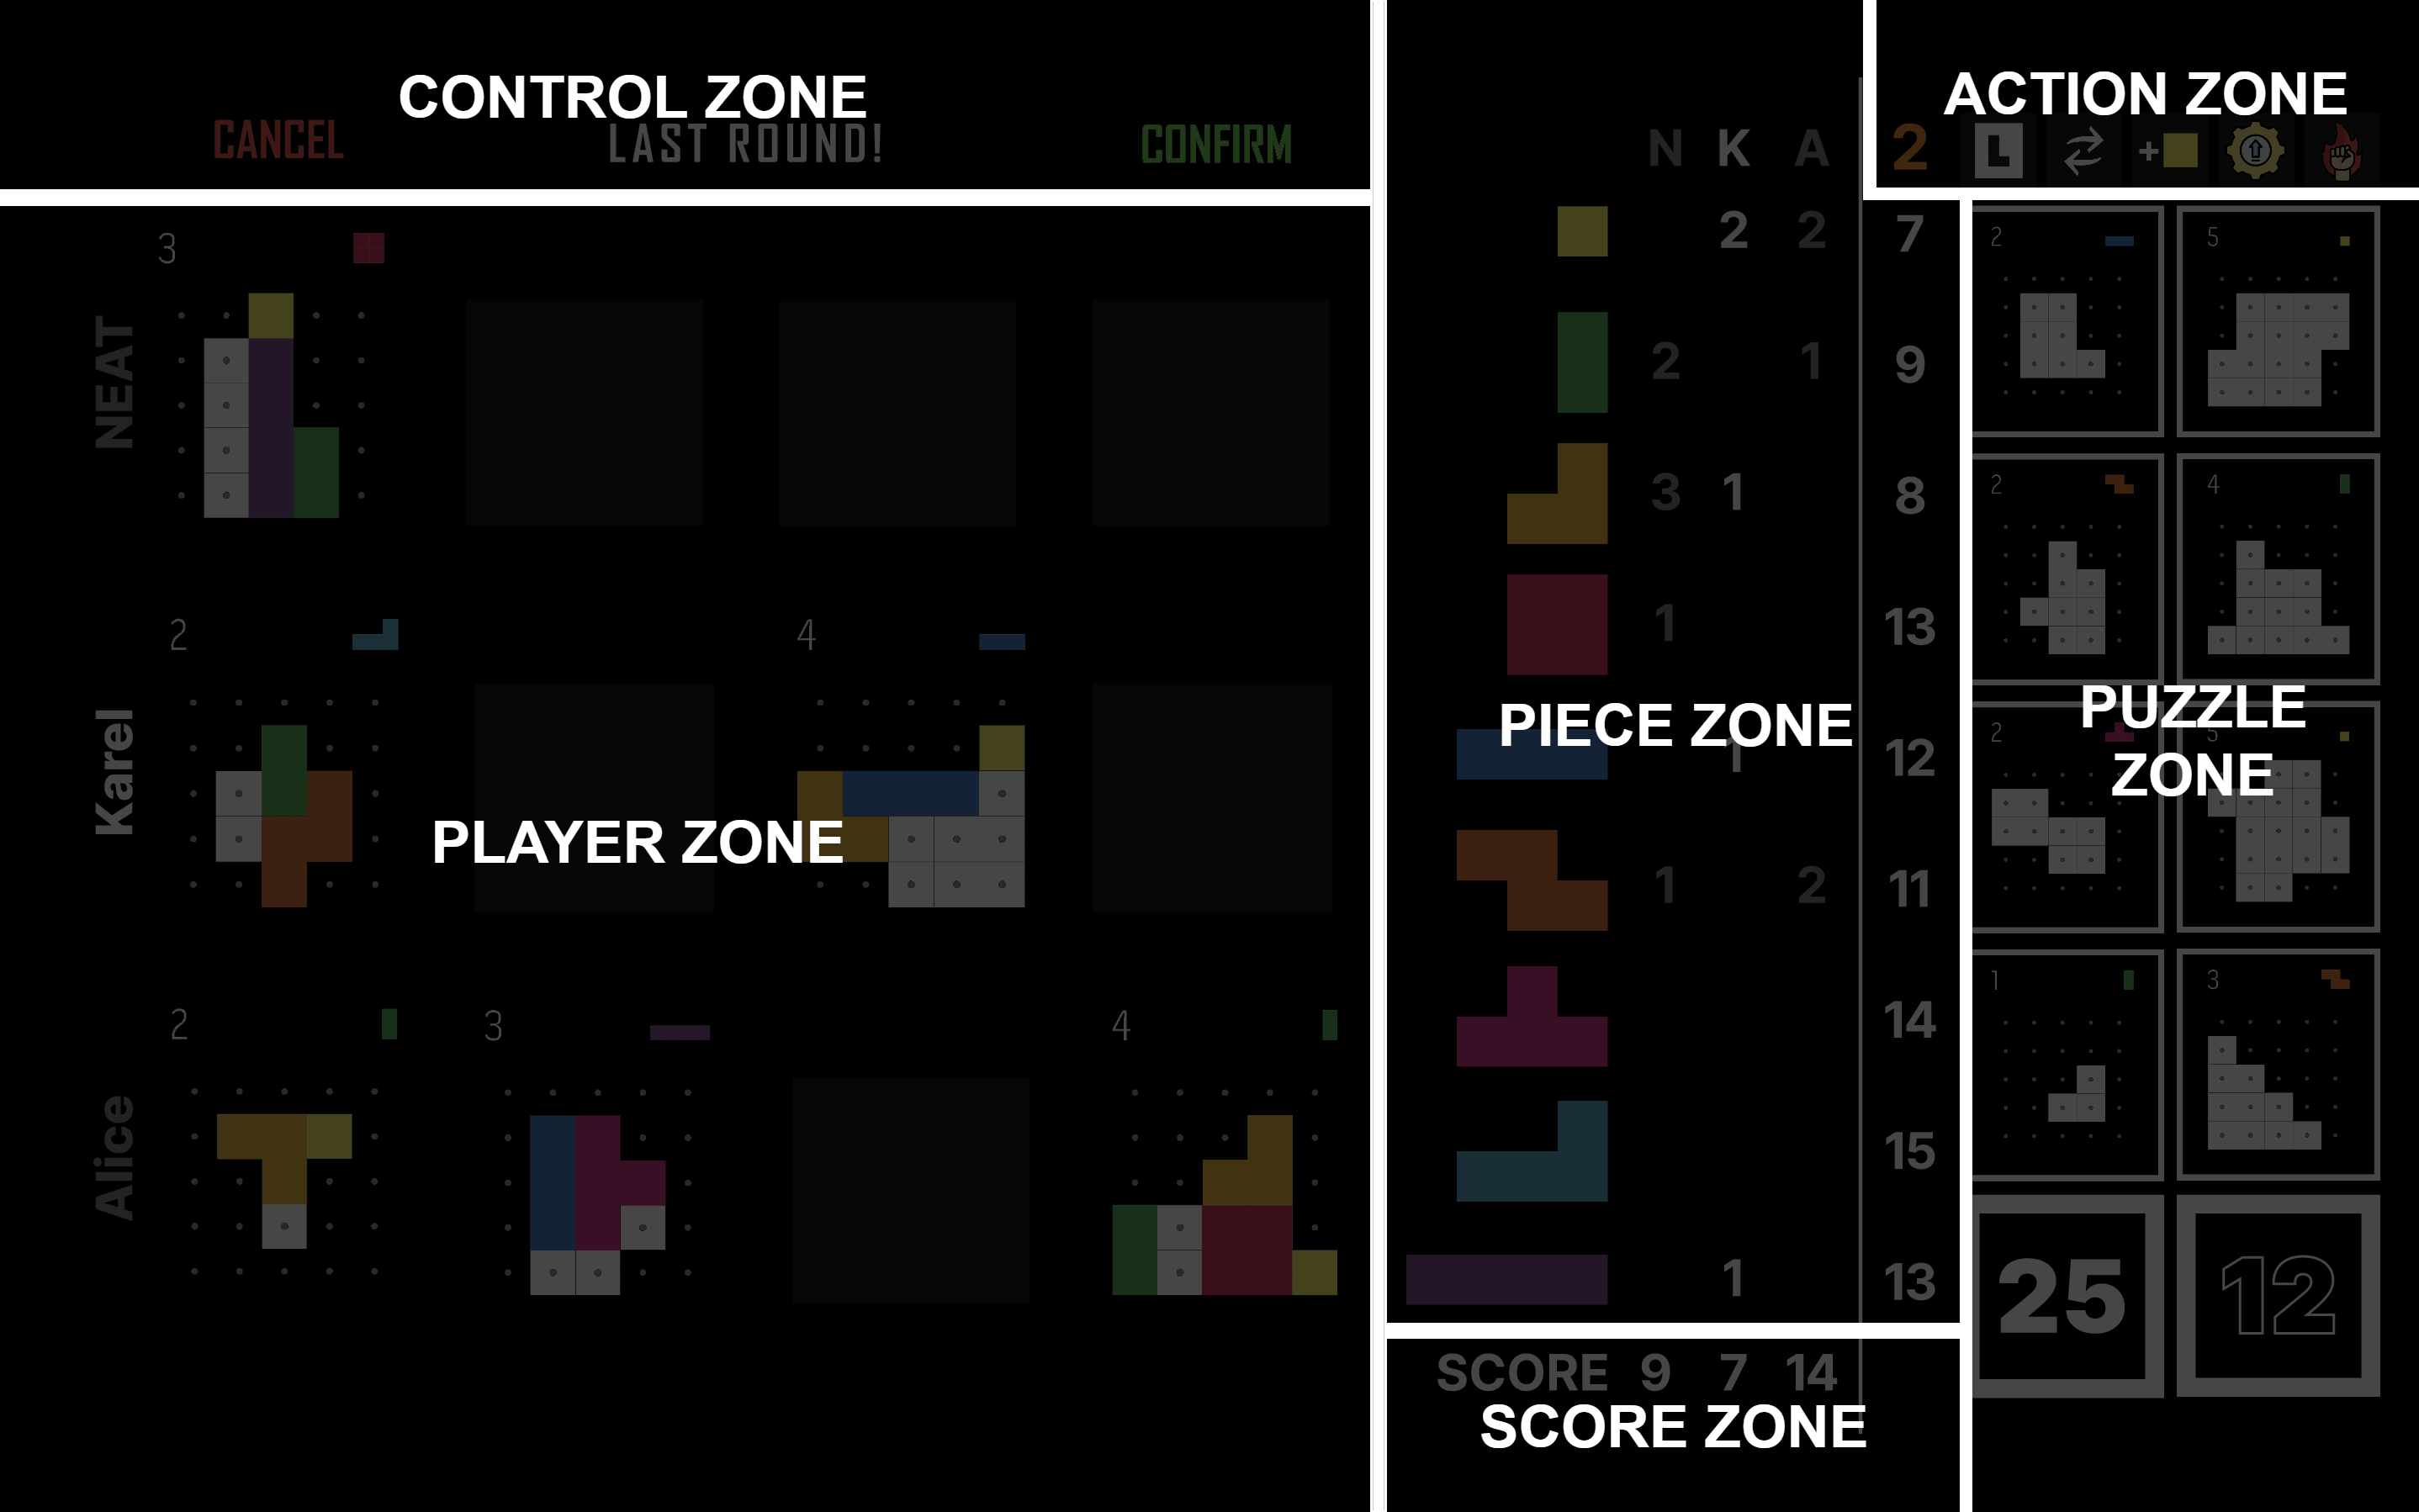 CONTROL ZONE
CANCEL LAST ROUND! CONFIRM
ACTION ZONE
N K A 2
2 2 7
2 1 9
3 1 8
1 13
PIECE ZONE
1 12
1 2 11
14
15
1 13
SCORE 9 7 14
SCORE ZONE
NEAT
3
PLAYER ZONE
Karel
2 4
Alice
2 3 4
PUZZLE
ZONE
2 5
2 4
2 5
1 3
25 12